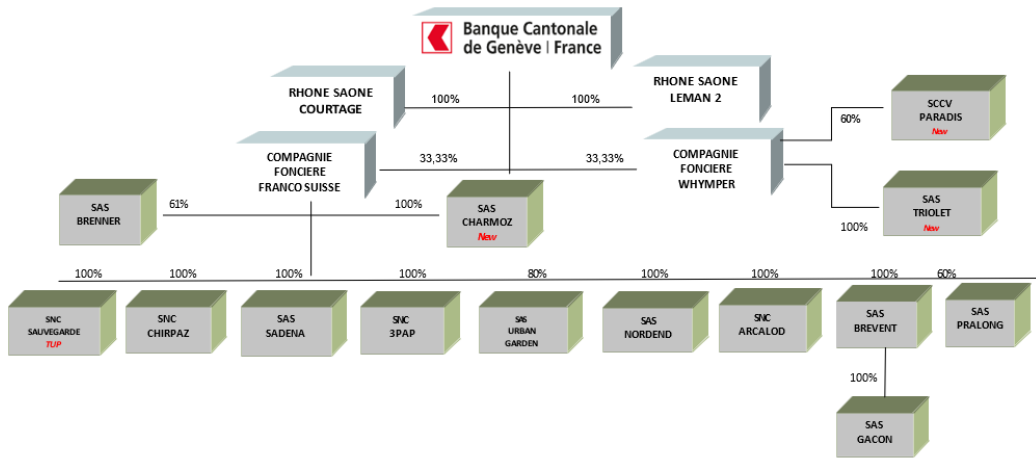 Banque Cantonale
de Genève | France
RHONE SAONE
COURTAGE
100%
100%
RHONE SAONE
LEMAN 2
SCCV
PARADIS
New
60%
COMPAGNIE
FONCIERE
FRANCO SUISSE
33,33%
33,33%
COMPAGNIE
FONCIERE
WHYMPER
SAS
BRENNER
61%
100%
SAS
CHARMOZ
New
SAS
TRIOLET
New
100%
100%
100%
100%
100%
80%
100%
100%
100%
60%
SNC
SAUVEGARDE
TUP
SNC
CHIRPAZ
SAS
SADENA
SNC
3PAP
SAS
URBAN
GARDEN
SAS
NORDEND
SNC
ARCALOD
SAS
BREVENT
SAS
PRALONG
100%
SAS
GACON